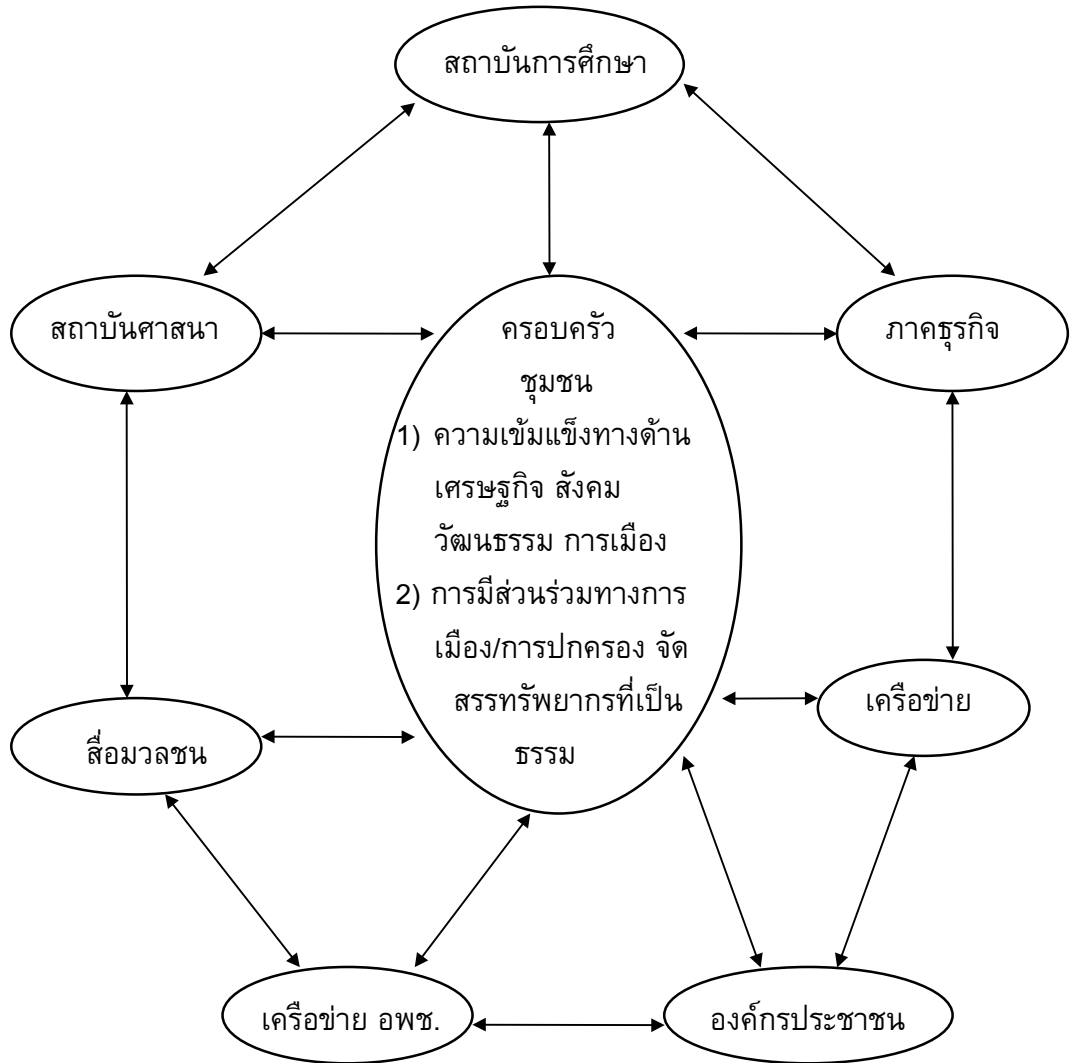 สถาบันการศึกษา
สถาบันศาสนา
ครอบครัว
ชุมชน
1) ความเข้มแข็งทางด้าน
เศรษฐกิจ สังคม
วัฒนธรรม การเมือง
2) การมีส่วนร่วมทางการ
เมือง/การปกครอง จัด
สรรทรัพยากรที่เป็น
ธรรม
ภาคธุรกิจ
สื่อมวลชน
เครือข่าย
เครือข่าย อพช.
องค์กรประชาชน